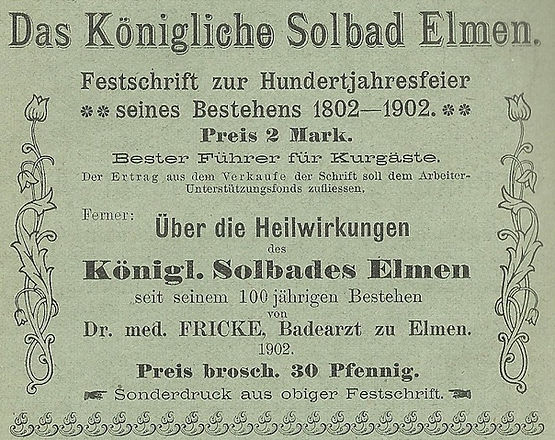 Das Königliche Solbad Elmen.
Festschrift zur Hundertjahresfeier
seines Bestehens 1802—1902.
Preis 2 Mark.
Bester Führer für Kurgäste.
Der Ertrag aus dem Verkaufe der Schrift soll dem Arbeiter-
Unterstützungsfonds zufliessen.
Ferner:
Über die Heilwirkungen
des
Königl. Solbades Elmen
seit seinem 100 jährigen Bestehen
von
Dr. med. FRICKE, Badearzt zu Elmen.
1902.
Preis brosch. 30 Pfennig.
Sonderdruck aus obiger Festschrift.